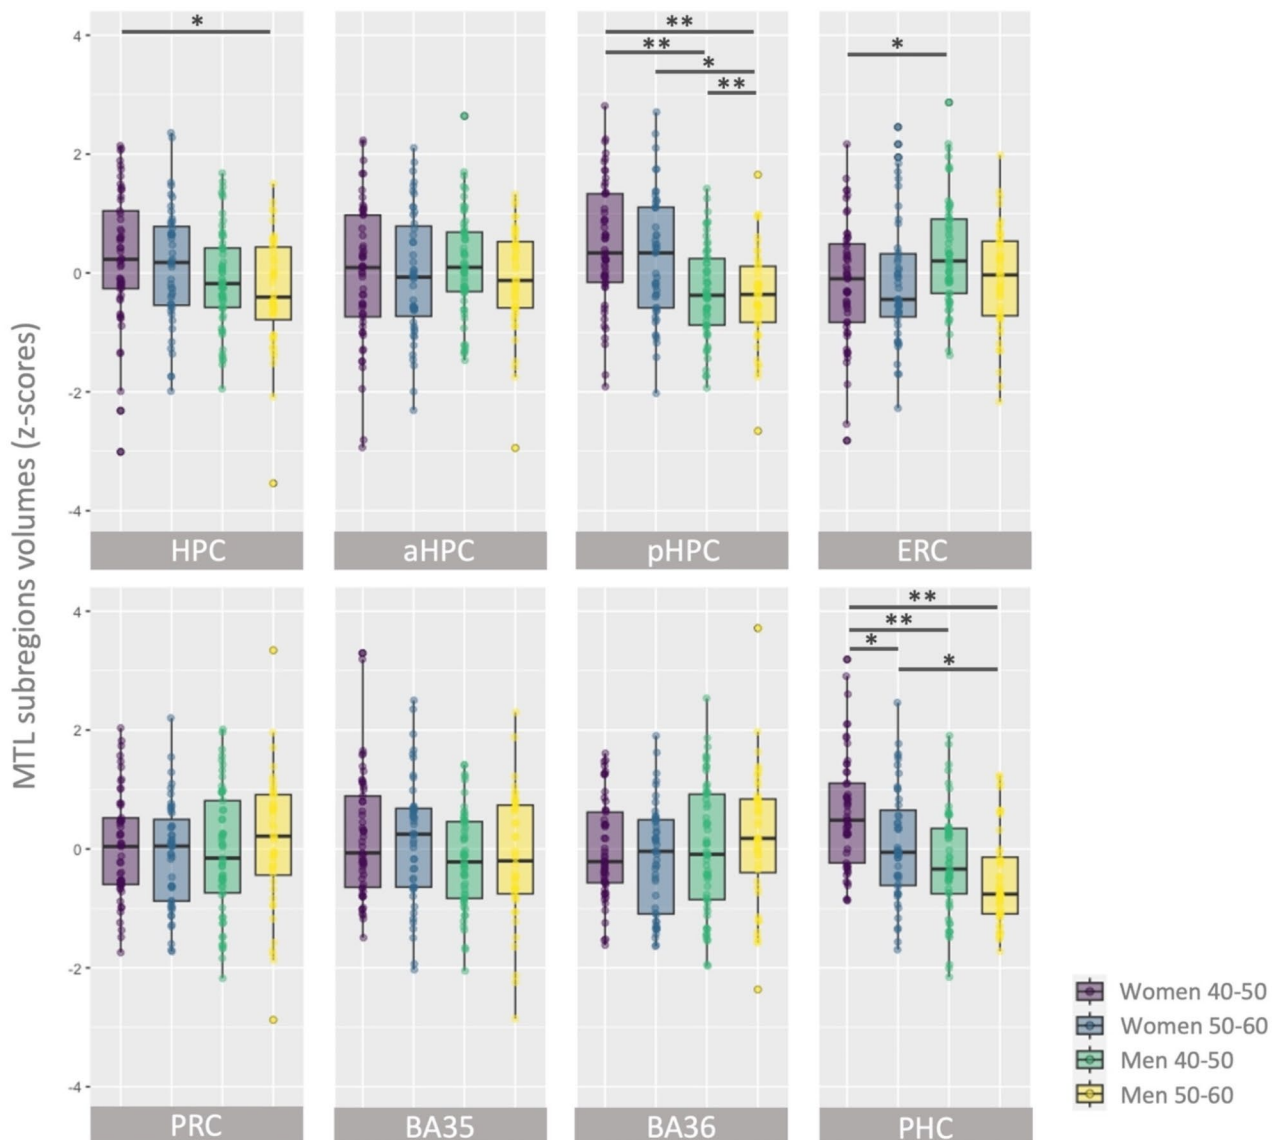 MTL subregions volumes (z-scores)
4
2
0
-2
-4
*
** 
**
*
**
*
HPC
aHPC
pHPC
ERC
4
2
0
-2
-4
**
**
*
*
PRC
BA35
BA36
PHC
Women 40-50
Women 50-60
Men 40-50
Men 50-60